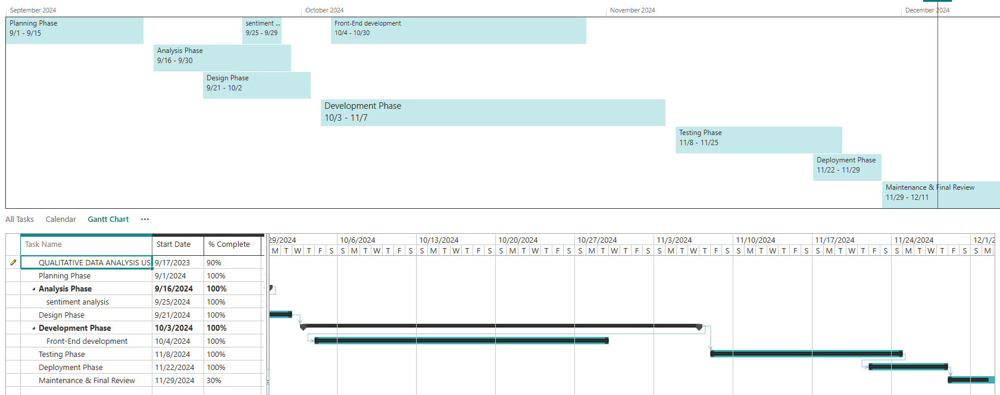 September 2024 October 2024 November 2024 December 2024
Planning Phase
9/1 - 9/15
sentiment ...
9/25 - 9/29
Front-End development
10/4 - 10/30
Analysis Phase
9/16 - 9/30
Design Phase
9/21 - 10/2
Development Phase
10/3 - 11/7
Testing Phase
11/8 - 11/25
Deployment Phase
11/22 - 11/29
Maintenance & Final Review
11/29 - 12/11
All Tasks Calendar Gantt Chart ...
Task Name Start Date % Complete
29/2024 10/6/2024 10/13/2024 10/20/2024 10/27/2024 11/3/2024 11/10/2024 11/17/2024 11/24/2024 12/1/2
M T W T F S S M T W T F S S M T W T F S S M T W T F S S M T W T F S S M T W T F S S M T W T F S S M T W T F S S M T W T F S S M
QUALITATIVE DATA ANALYSIS US 9/17/2023 90%
Planning Phase 9/1/2024 100%
Analysis Phase 9/16/2024 100%
sentiment analysis 9/25/2024 100%
Design Phase 9/21/2024 100%
Development Phase 10/3/2024 100%
Front-End development 10/4/2024 100%
Testing Phase 11/8/2024 100%
Deployment Phase 11/22/2024 100%
Maintenance & Final Review 11/29/2024 30%